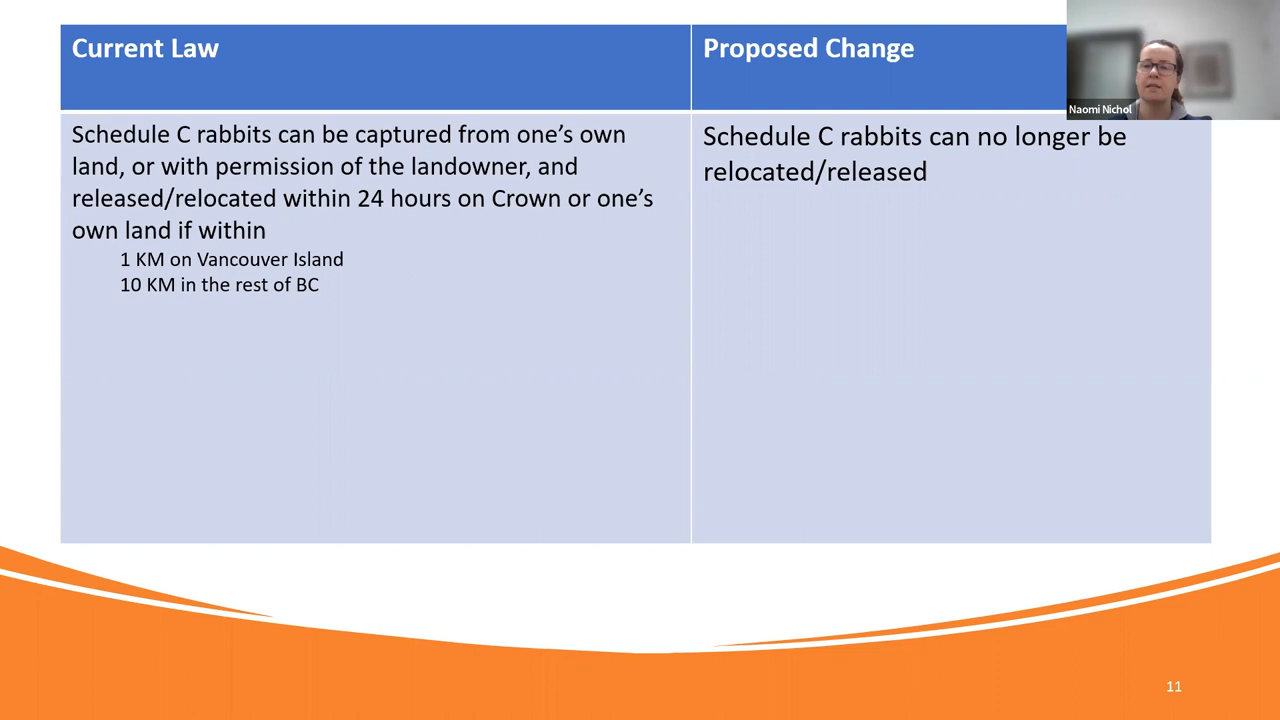 Current Law
Proposed Change
Naomi Nichol
Schedule C rabbits can be captured from one’s own
land, or with permission of the landowner, and
released/relocated within 24 hours on Crown or one’s
own land if within
1 KM on Vancouver Island
10 KM in the rest of BC
Schedule C rabbits can no longer be
relocated/released
11